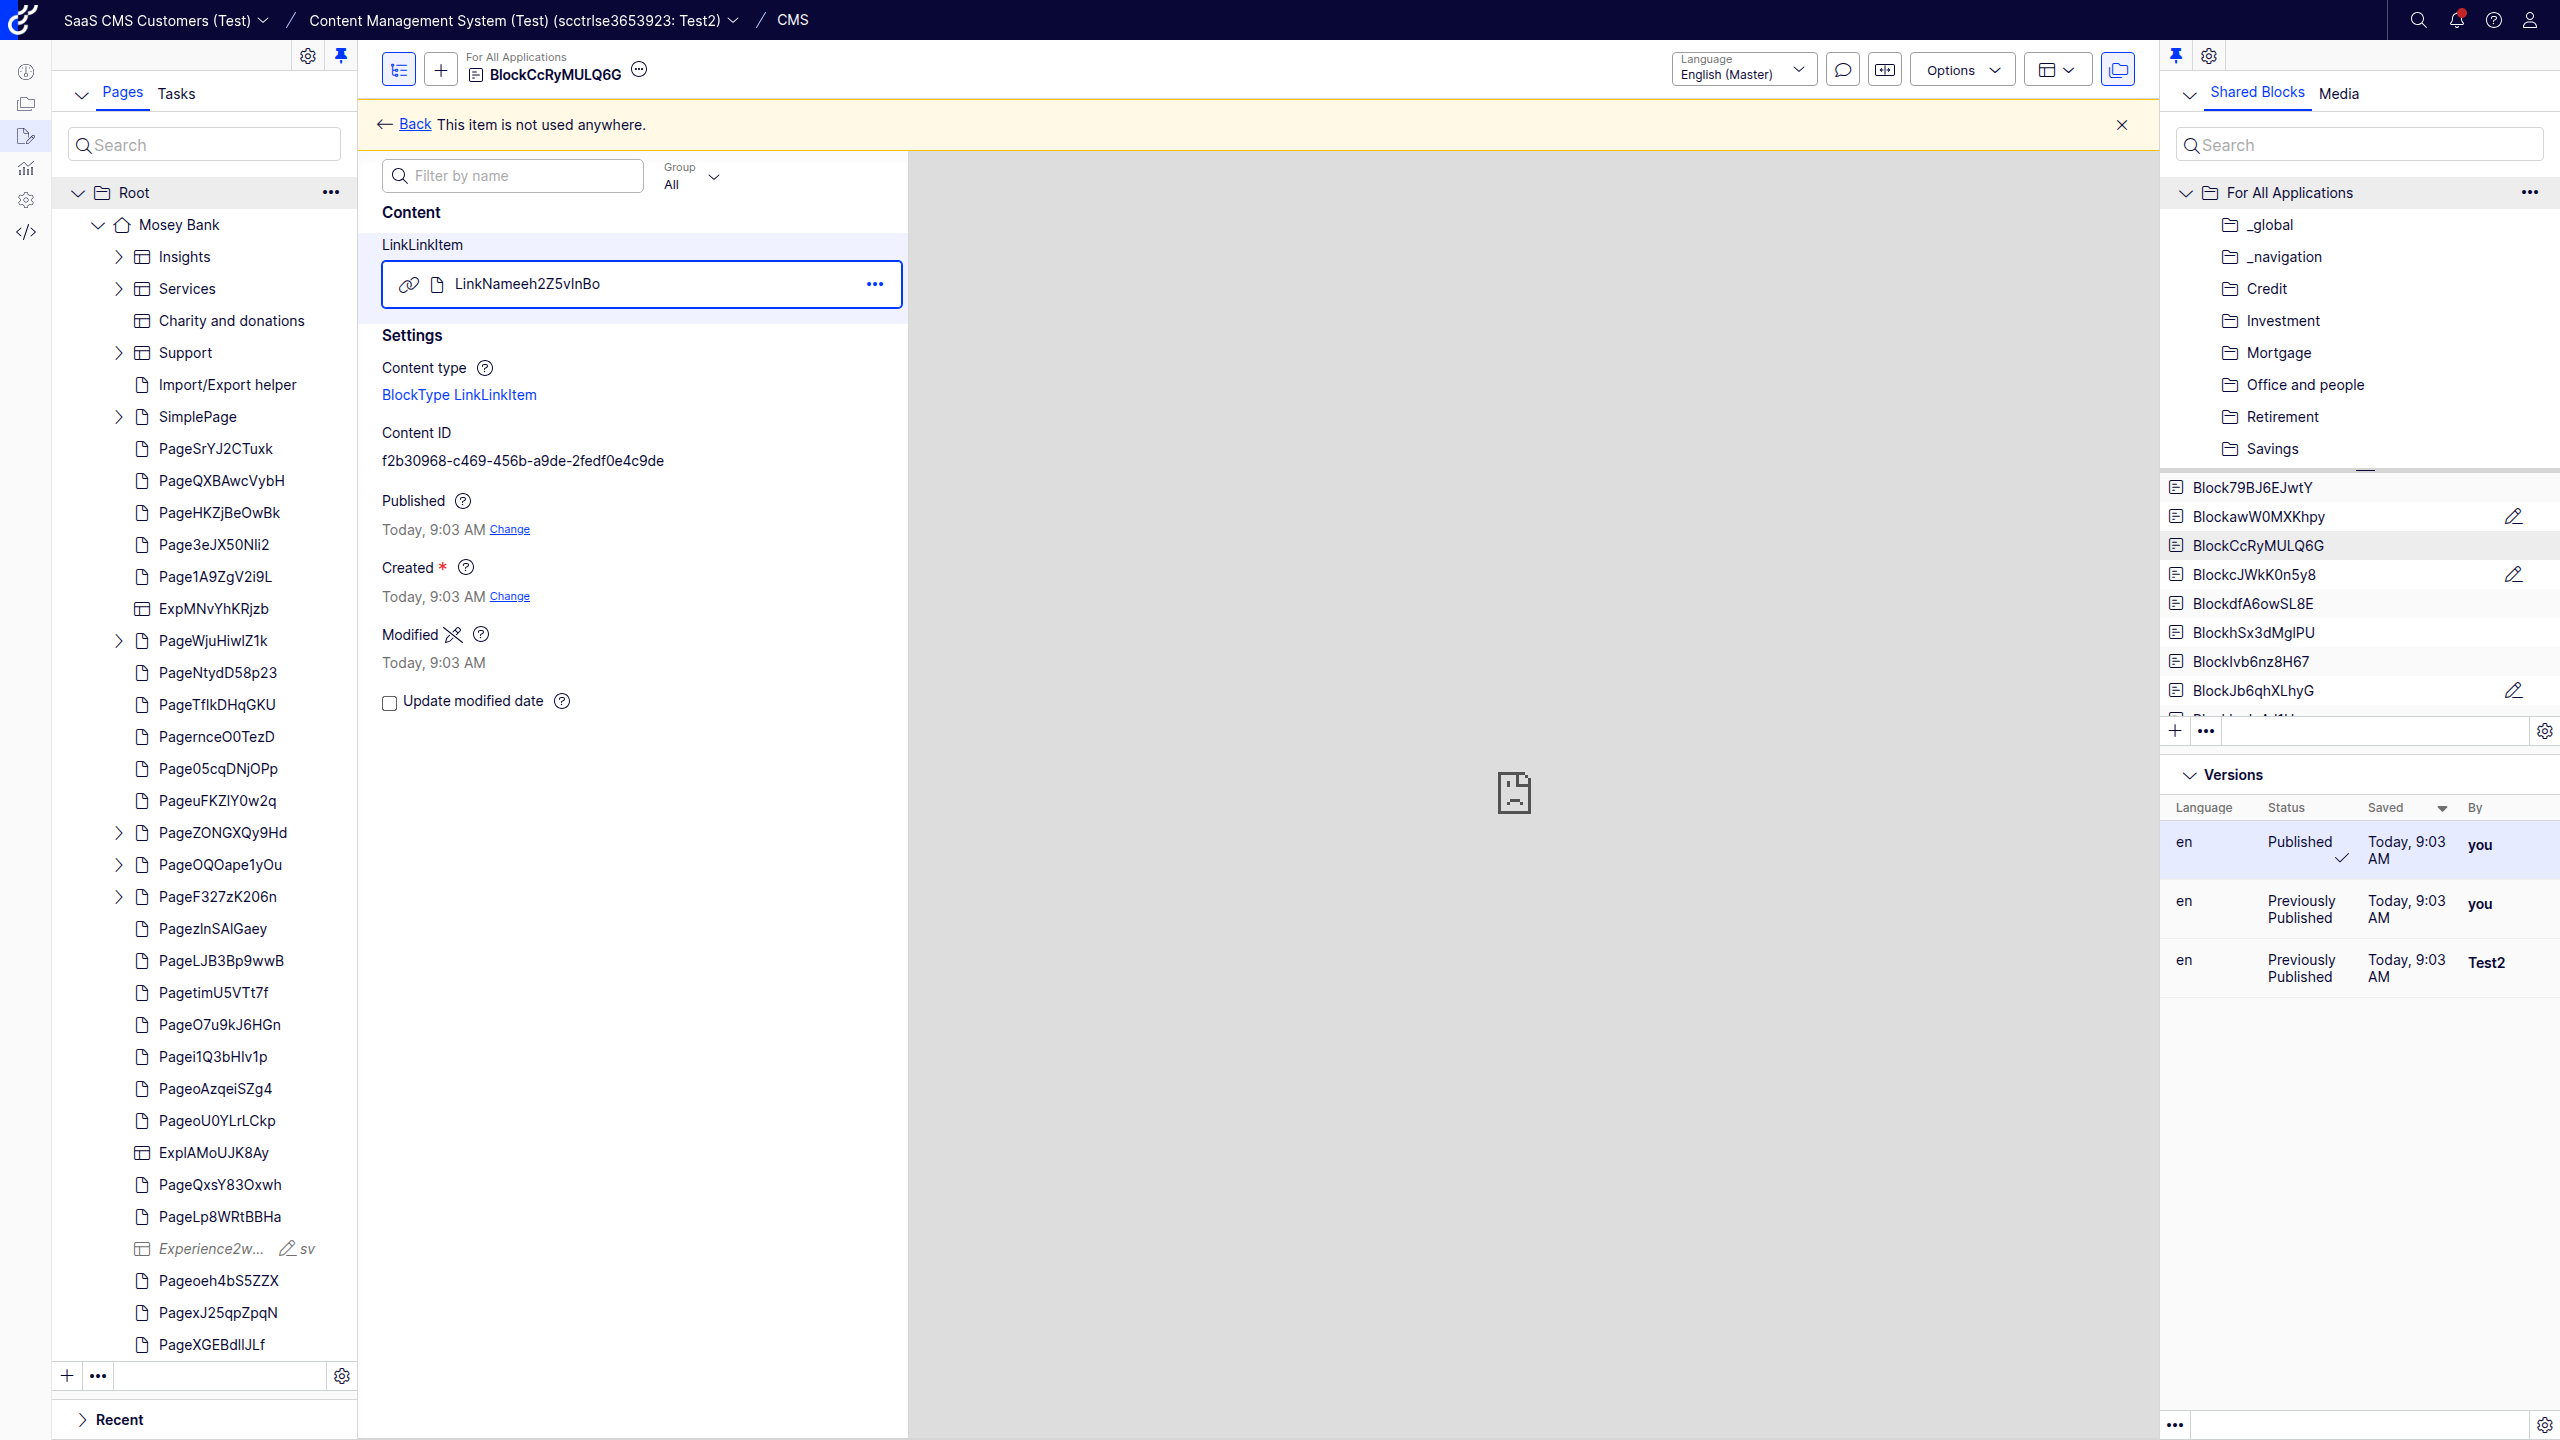 SaaS CMS Customers (Test) / Content Management System (Test) (scctrlse3653923: Test2) / CMS
Pages Tasks
Search
Root
Mosey Bank
Insights
Services
Charity and donations
Support
Import/Export helper
SimplePage
PageSrYJ2CTuxk
PageQXBAwcVybH
PageHKZjBeOwBk
Page3eJX50Nli2
Page1A9ZgV2i9L
ExpMNvYhKRjzb
PageWjuHiwlZ1k
PageNtydD58p23
PageTflkDHqGKU
PagernceO0TezD
Page05cqDNjOPp
PageuFKZlY0w2q
PageZONGXQy9Hd
PageOQOape1yOu
PageF327zK206n
PagezlnSAlGaey
PageLJB3Bp9wwB
PagetimU5VTt7f
PageO7u9kJ6HGn
Pagei1Q3bHlv1p
PageoAzqeiSZg4
PageoU0YLrLCkp
ExplAMoUJK8Ay
PageQxsY83Oxwh
PageLp8WRtBBHa
Experience2w... sv
Pageoeh4bS5ZZX
PagexJ25qpZpqN
PageXGEBdllJLf
Recent
For All Applications
BlockCcRyMULQ6G
Language
English (Master)
Options
Back This item is not used anywhere.
Filter by name
Group
All
Content
LinkLinkItem
LinkNameeh2Z5vlnBo
Settings
Content type
BlockType LinkLinkItem
Content ID
f2b30968-c469-456b-a9de-2fedf0e4c9de
Published
Today, 9:03 AM Change
Created *
Today, 9:03 AM Change
Modified
Today, 9:03 AM
Update modified date
Shared Blocks Media
Search
For All Applications
_global
_navigation
Credit
Investment
Mortgage
Office and people
Retirement
Savings
Block79BJ6EJwtY
BlockawW0MXKhpy
BlockCcRyMULQ6G
BlockcJWkK0n5y8
BlockdfA6owSL8E
BlockhSx3dMglPU
Blocklvb6nz8H67
BlockJb6qhXLhyG
Versions
Language Status Saved By
en Published Today, 9:03 AM you
en Previously Published Today, 9:03 AM you
en Previously Published Today, 9:03 AM Test2